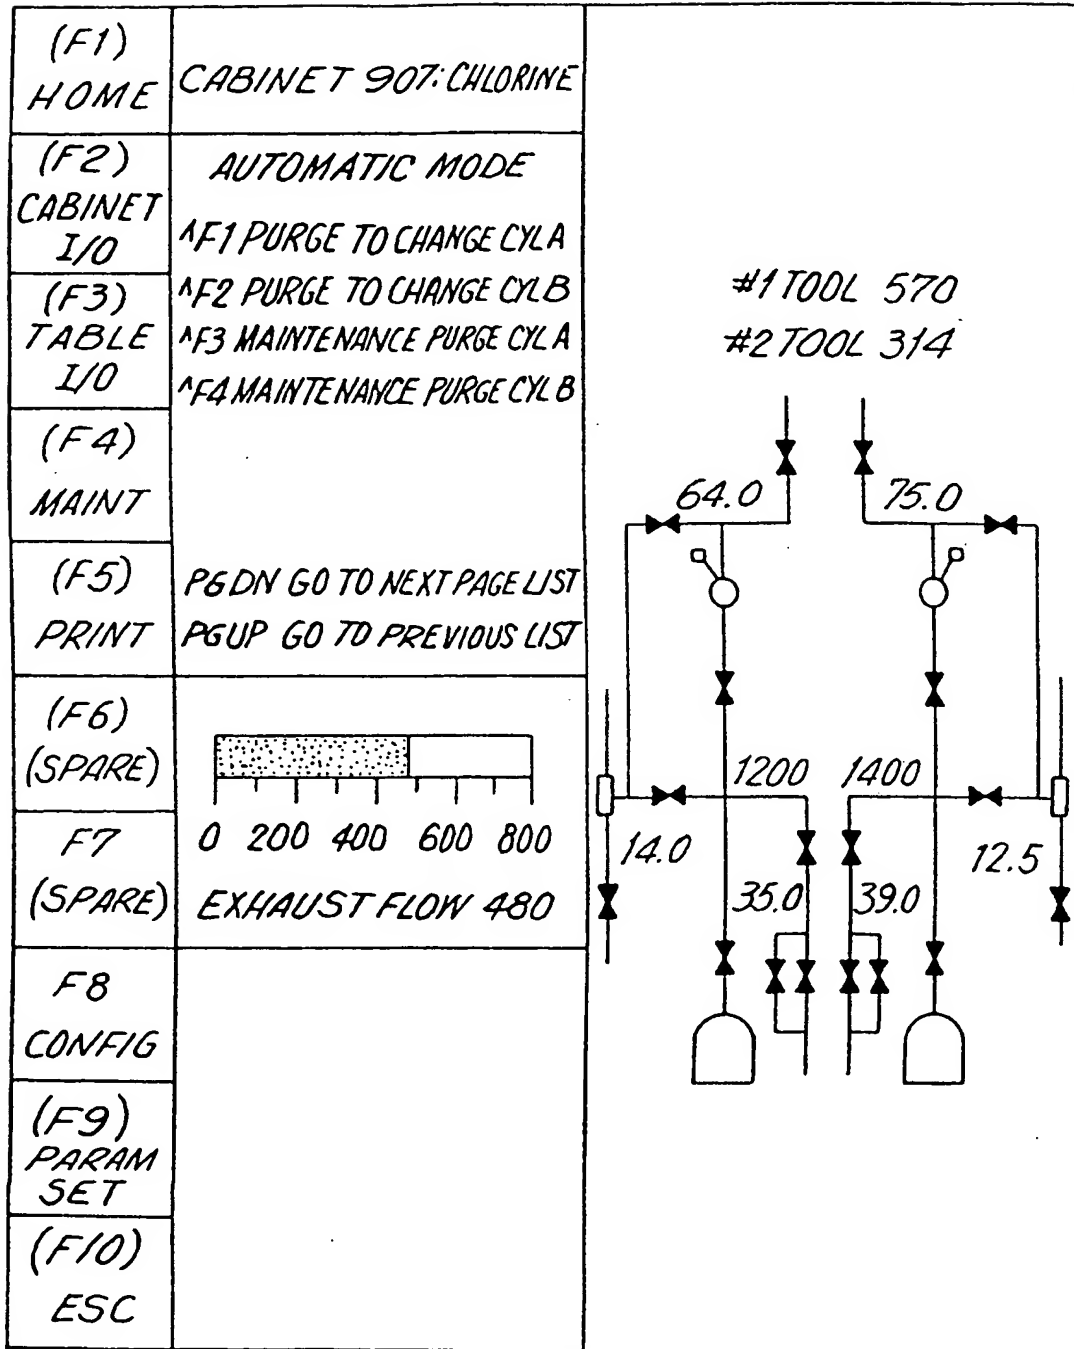 (F1)
HOME
CABINET 907: CHLORINE
(F2)
CABINET
I/O
AUTOMATIC MODE
^F1 PURGE TO CHANGE CYL A
^F2 PURGE TO CHANGE CYL B
^F3 MAINTENANCE PURGE CYL A
^F4 MAINTENANCE PURGE CYL B
(F3)
TABLE
I/O
(F4)
MAINT
(F5)
PRINT
PGDN GO TO NEXT PAGE LIST
PGUP GO TO PREVIOUS LIST
(F6)
(SPARE)
F7
(SPARE)
0 200 400 600 800
EXHAUST FLOW 480
F8
CONFIG
(F9)
PARAM
SET
(F10)
ESC
#1 TOOL 570
#2 TOOL 314
64.0 75.0
1200 1400
14.0 12.5
35.0 39.0